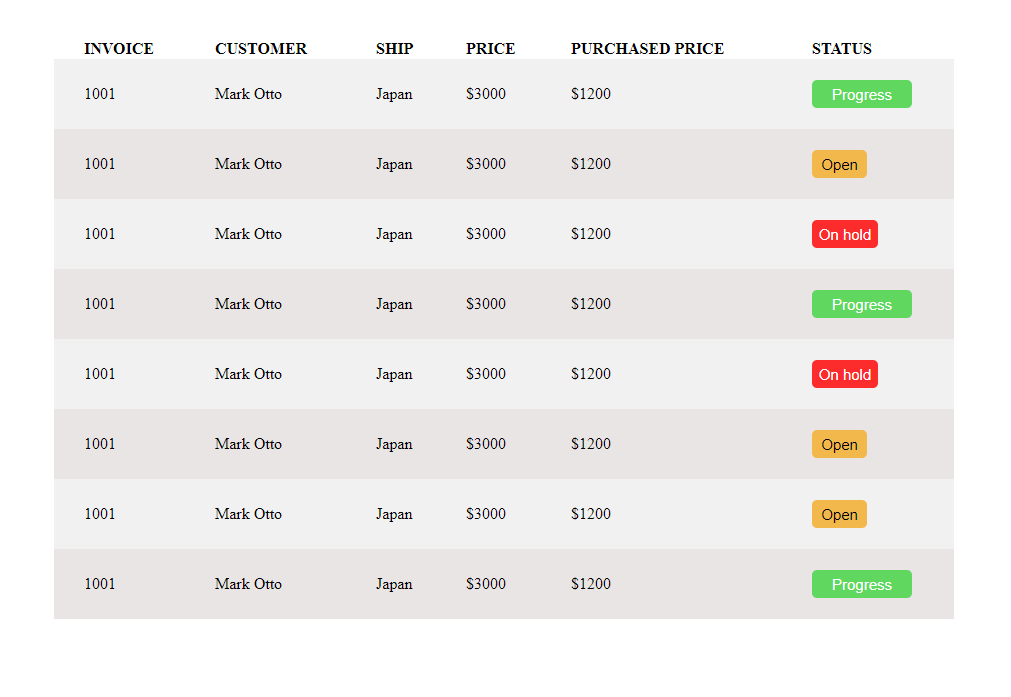 INVOICE CUSTOMER SHIP PRICE PURCHASED PRICE STATUS
1001 Mark Otto Japan $3000 $1200 Progress
1001 Mark Otto Japan $3000 $1200 Open
1001 Mark Otto Japan $3000 $1200 On hold
1001 Mark Otto Japan $3000 $1200 Progress
1001 Mark Otto Japan $3000 $1200 On hold
1001 Mark Otto Japan $3000 $1200 Open
1001 Mark Otto Japan $3000 $1200 Open
1001 Mark Otto Japan $3000 $1200 Progress